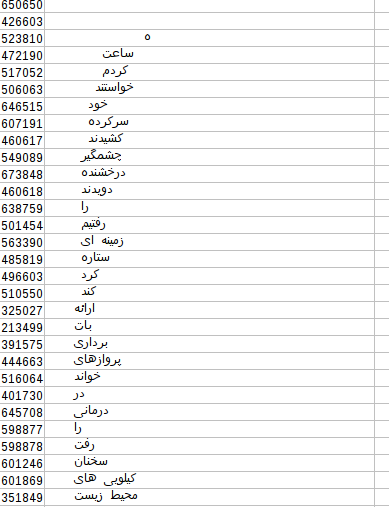 650650
426603
523810 ه
472190 ساعت
517052 کردم
506063 خواستند
646515 خود
607191 سرکرده
460617 کشیدند
549089 چشمگیر
673848 درخشنده
460618 دویدند
638759 را
501454 رفتیم
563390 زمینه ای
485819 ستاره
496603 کرد
510550 کند
325027 ارائه
213499 بات
391575 برداری
444663 پروازهای
516064 خواند
401730 در
645708 درمانی
598877 را
598878 رفت
601246 سخنان
601869 کیلویی های
351849 محیط زیست